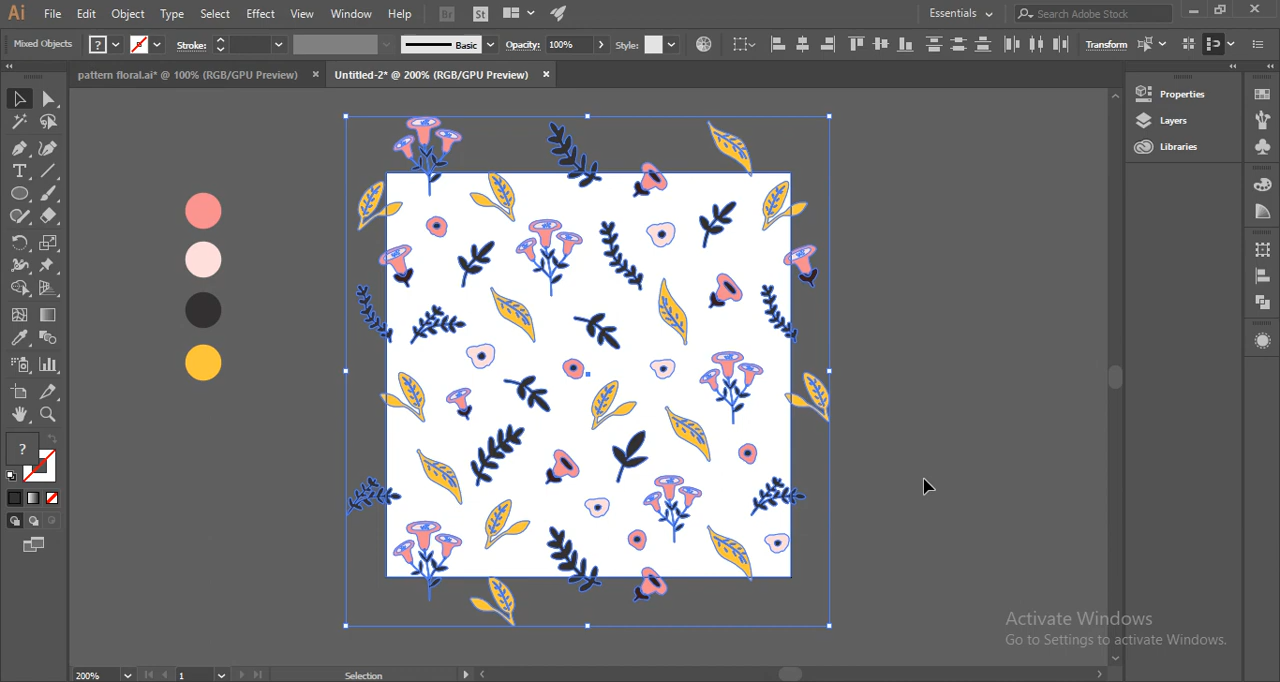 Ai File Edit Object Type Select Effect View Window Help Br St Essentials Search Adobe Stock
Mixed Objects ? Stroke: Basic Opacity: 100% Style: Transform
pattern floral.ai* @ 100% (RGB/GPU Preview) × Untitled-2* @ 200% (RGB/GPU Preview) ×
Properties
Layers
Libraries
T
?
Activate Windows
Go to Settings to activate Windows.
200% 1 Selection